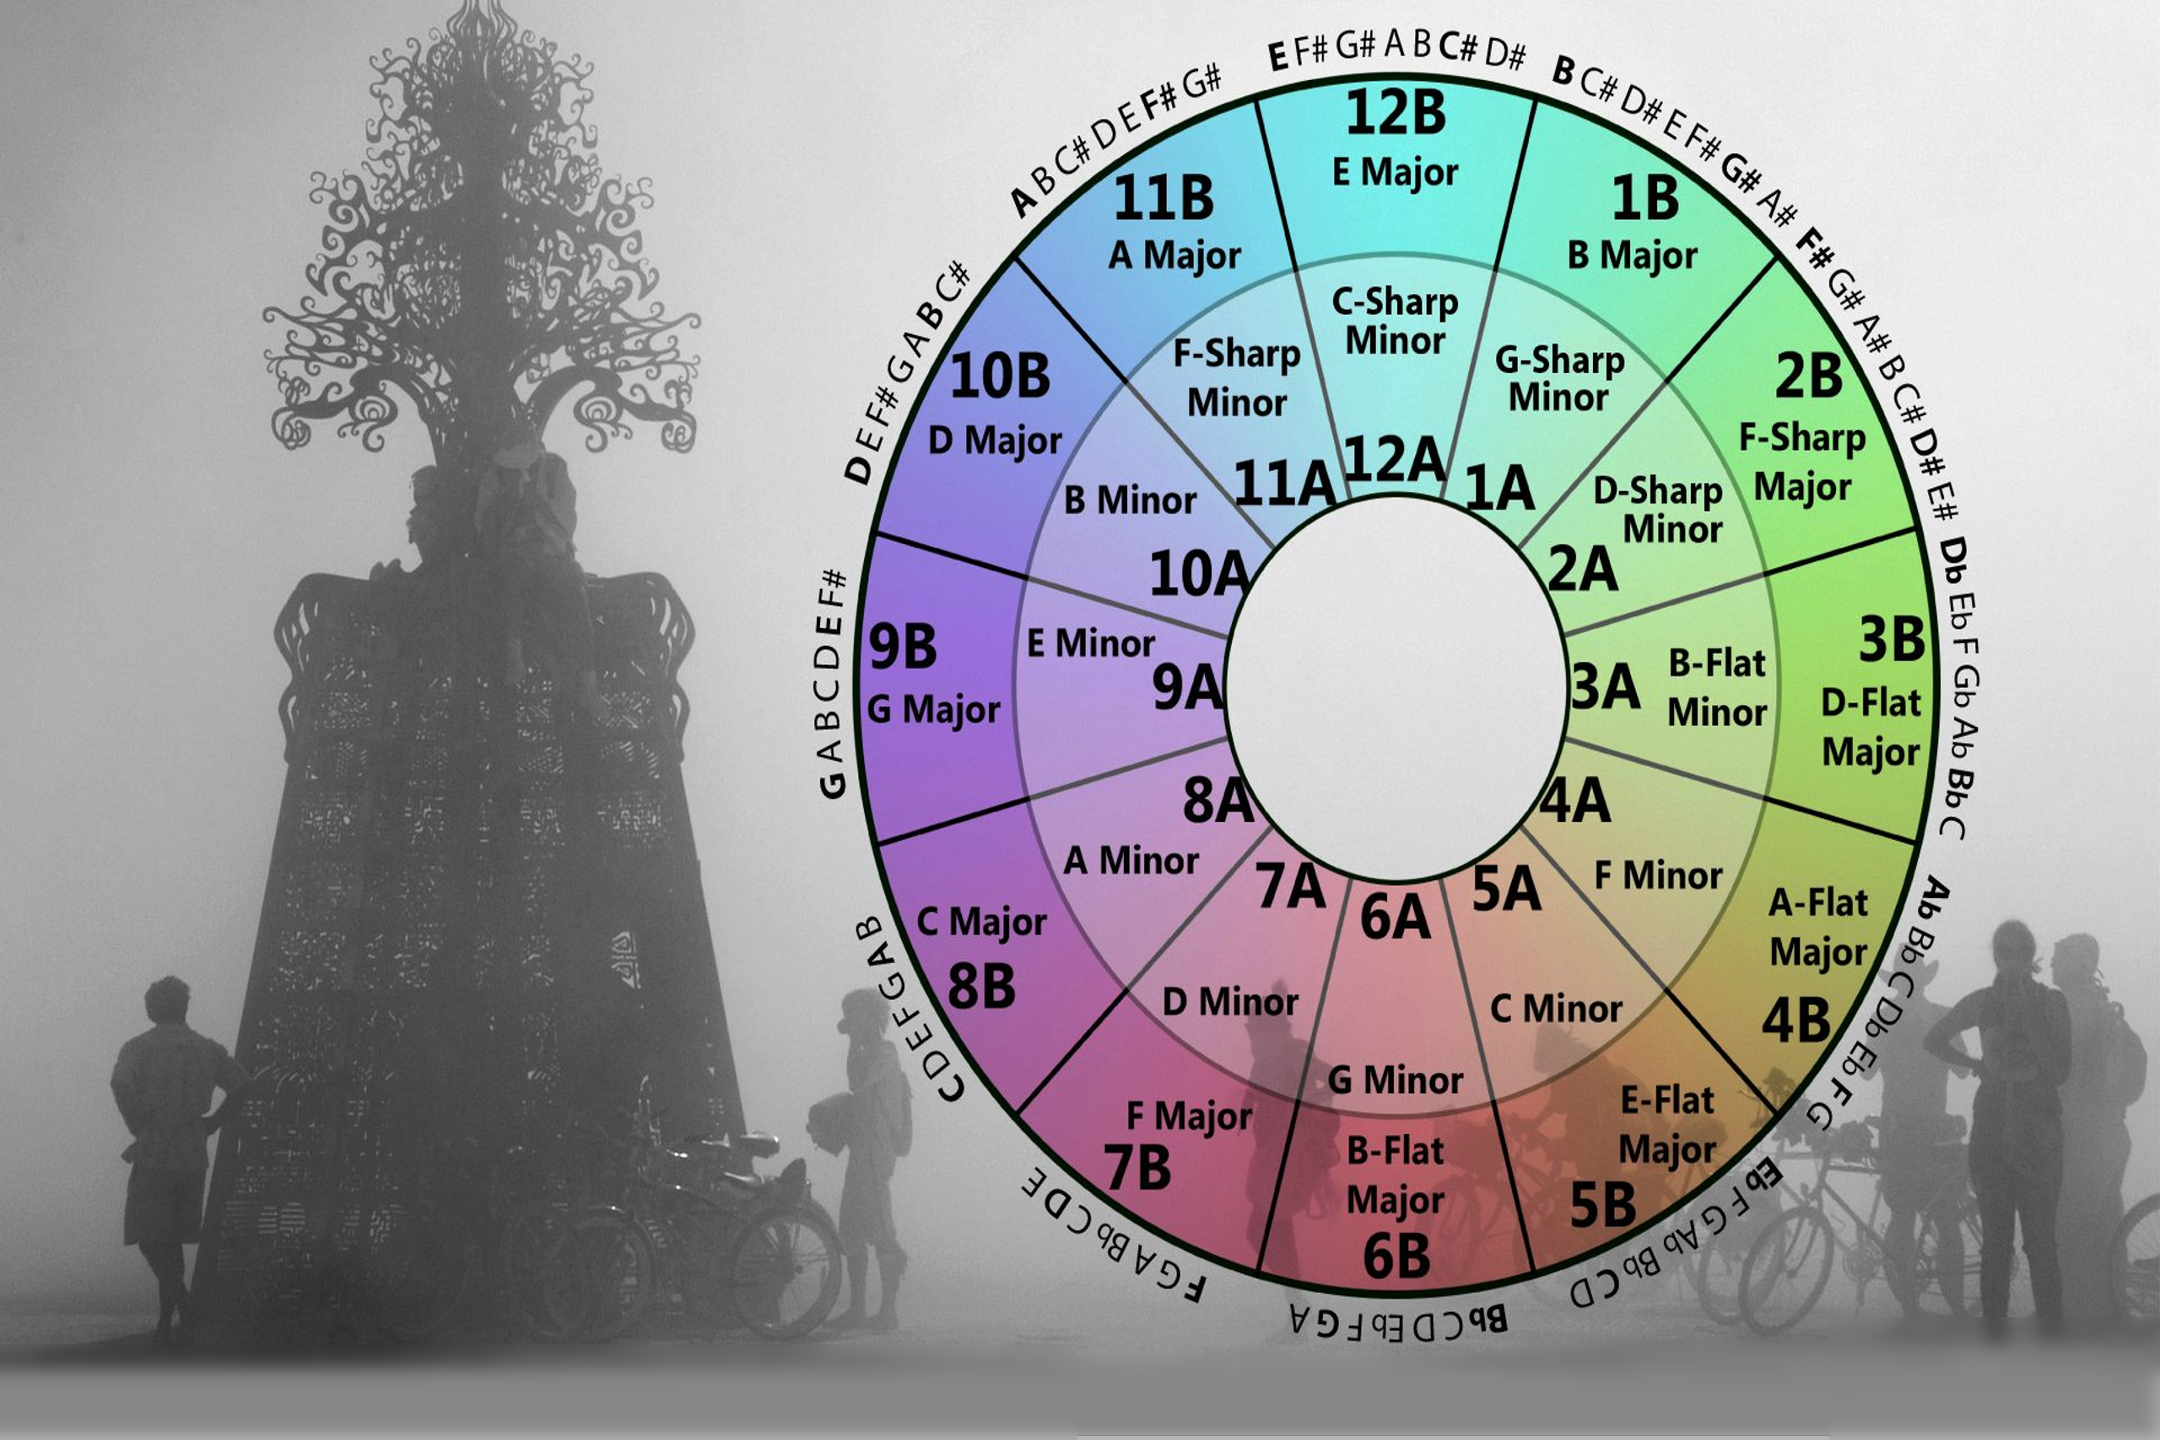 E F# G# A B C# D#
12B
E Major
C-Sharp
Minor
12A
B C# D# E F# G# A#
1B
B Major
G-Sharp
Minor
1A
F# G# A# B C# D# E#
2B
F-Sharp
Major
D-Sharp
Minor
2A
Db Eb F Gb Ab Bb C
3B
D-Flat
Major
B-Flat
Minor
3A
Ab Bb C Db Eb F G
A-Flat
Major
4B
4A
F Minor
Eb F G Ab Bb C D
E-Flat
Major
5B
5A
C Minor
Bb C D Eb F G A
B-Flat
Major
6B
6A
G Minor
F G A Bb C D E
F Major
7B
7A
D Minor
C D E F G A B
C Major
8B
8A
A Minor
G A B C D E F#
9B
G Major
E Minor
9A
D E F# G A B C#
10B
D Major
B Minor
10A
A B C# D E F# G#
11B
A Major
F-Sharp
Minor
11A